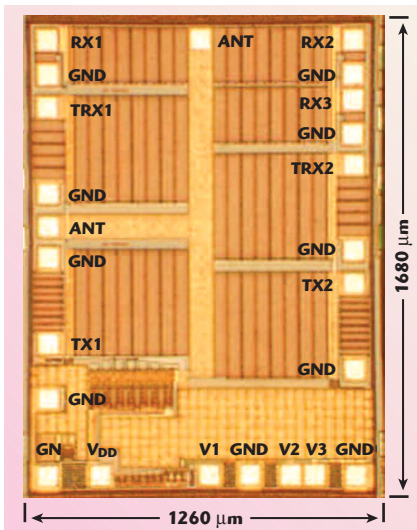 RX1 ANT RX2
GND GND
TRX1 RX3
GND
TRX2
GND
ANT
GND GND
TX2
TX1
GND
GND
GN VDD V1 GND V2 V3 GND
1680 µm
1260 µm